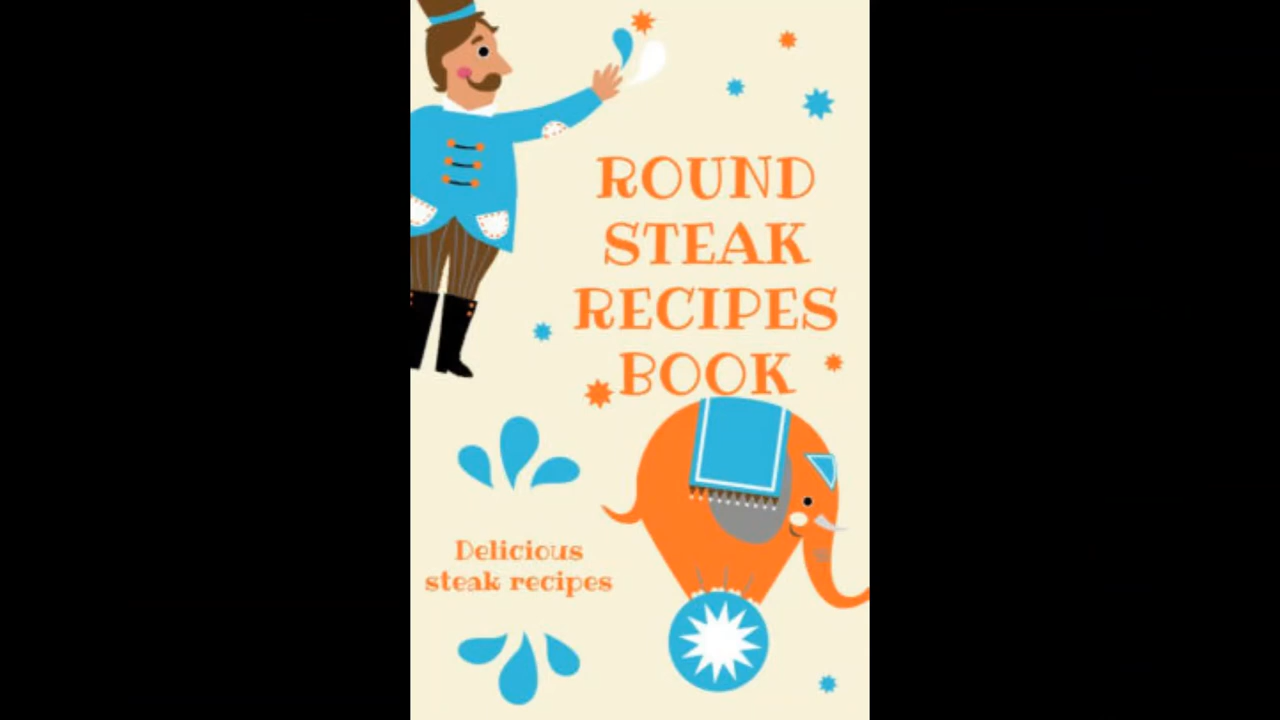 ROUND
STEAK
RECIPES
BOOK
Delicious
steak recipes